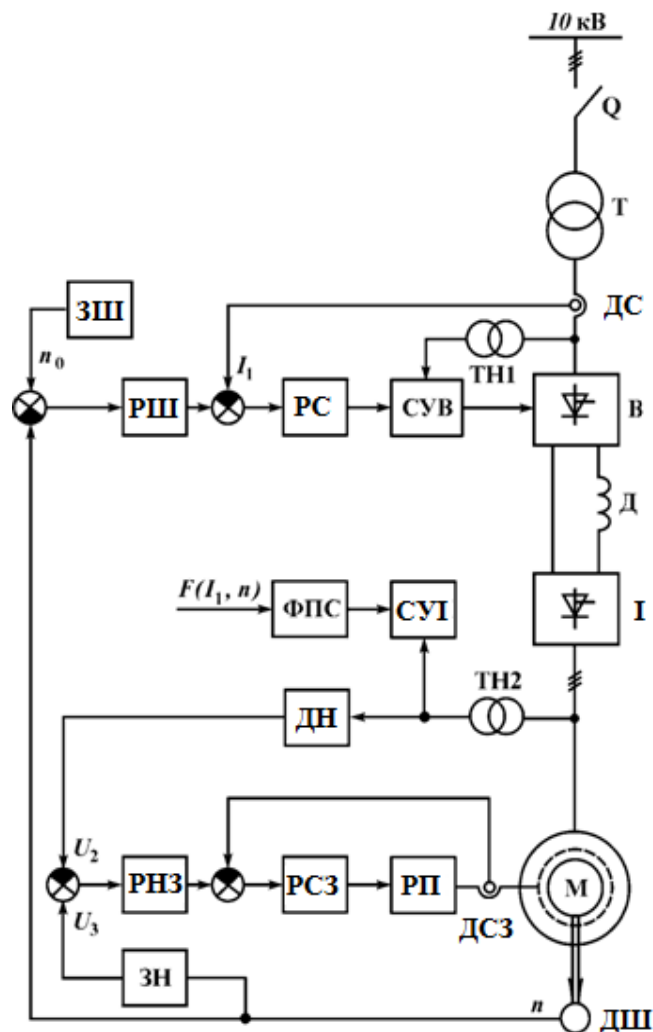 10 кВ
Q
Т
ЗШ
ДС
n0
I1
ТН1
РШ
РС
СУВ
В
Д
F(I1, n)
ФПС
СУІ
І
ТН2
ДН
U2
РНЗ
РСЗ
РП
М
U3
ДСЗ
ЗН
n
ДШ